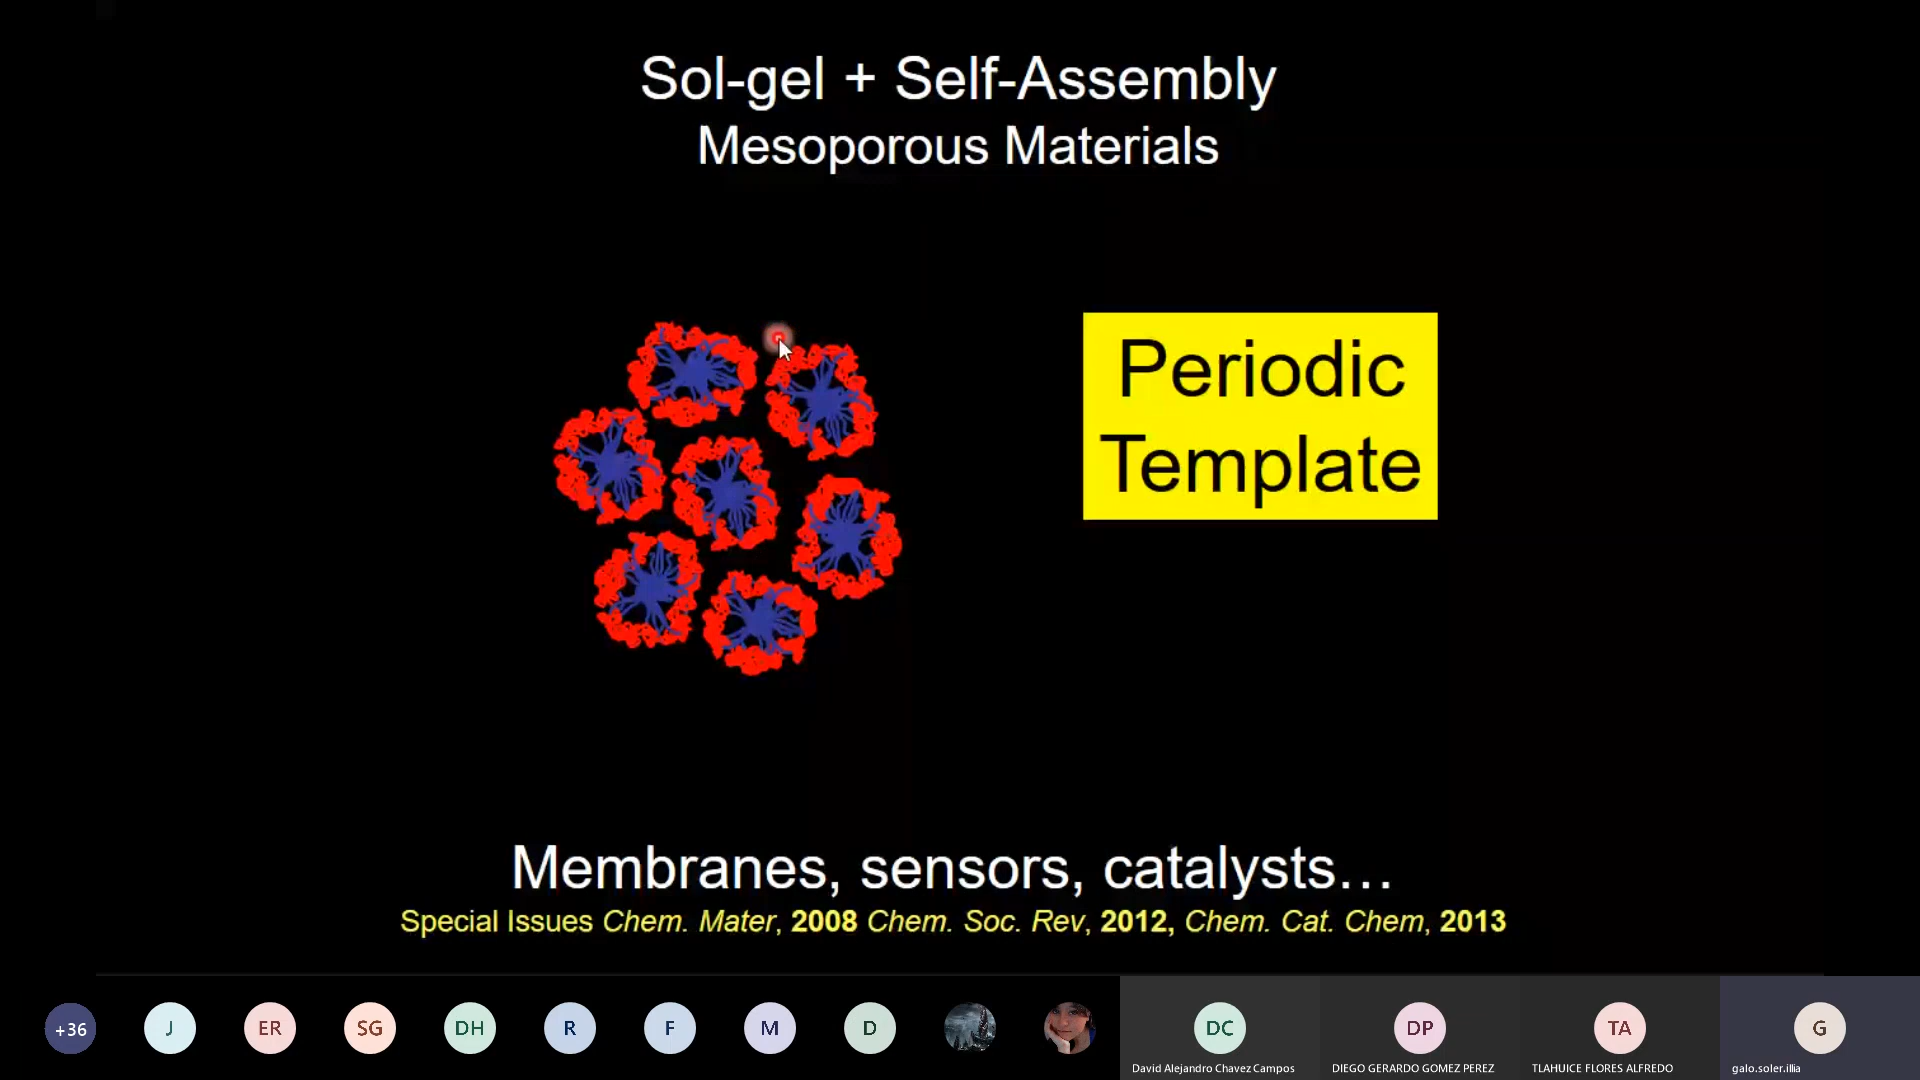 Sol-gel + Self-Assembly
Mesoporous Materials
Periodic
Template
Membranes, sensors, catalysts…
Special Issues Chem. Mater, 2008 Chem. Soc. Rev, 2012, Chem. Cat. Chem, 2013
+36 J ER SG DH R F M D DC DP TA G
David Alejandro Chavez Campos DIEGO GERARDO GOMEZ PEREZ TLAHUICE FLORES ALFREDO galo.soler.illia